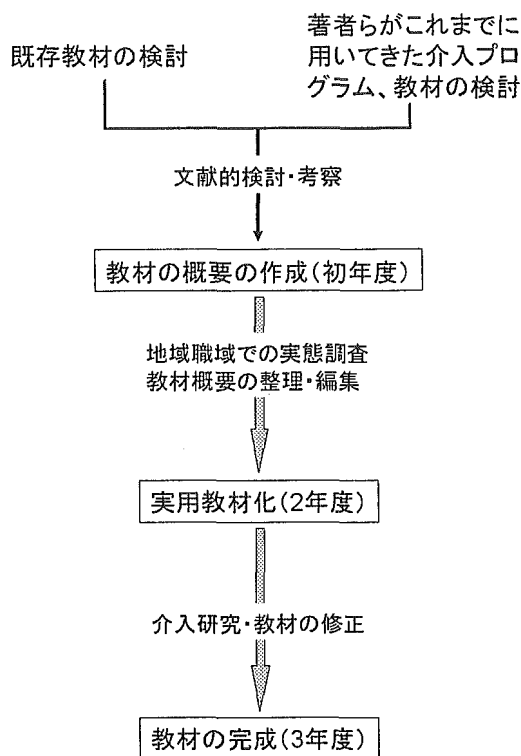 既存教材の検討
著者らがこれまでに
用いてきた介入プロ
グラム、教材の検討
文献的検討・考察
教材の概要の作成(初年度)
地域職域での実態調査
教材概要の整理・編集
実用教材化(2年度)
介入研究・教材の修正
教材の完成(3年度)